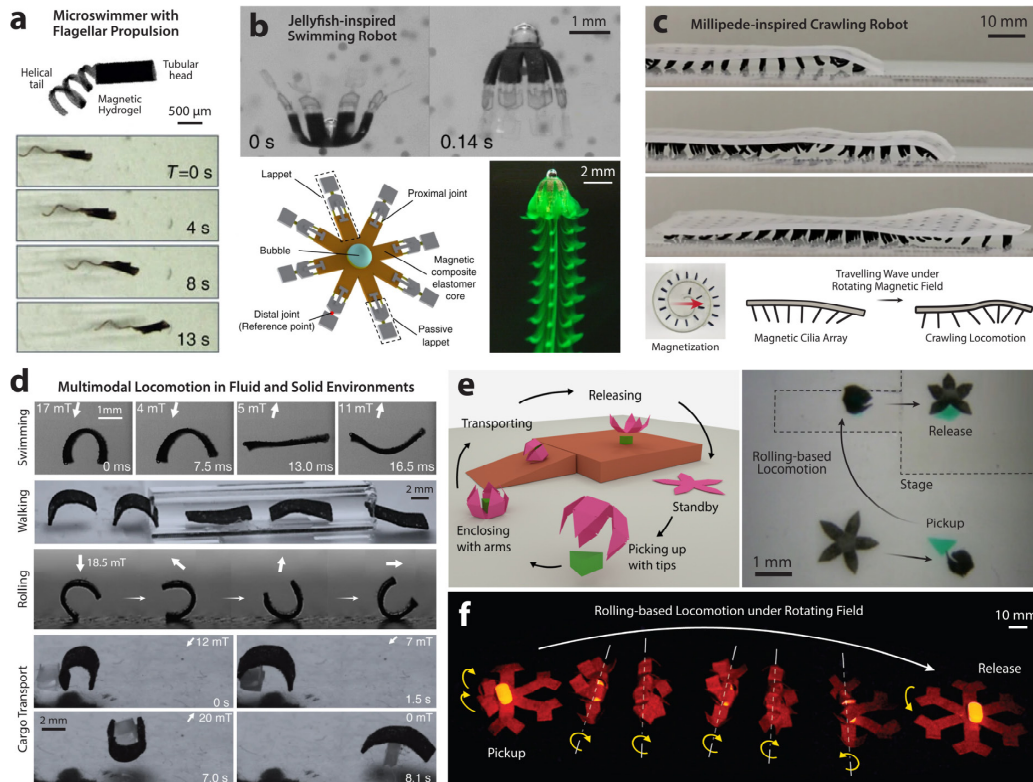 a
Microswimmer with
Flagellar Propulsion
Helical
tail
Tubular
head
Magnetic
Hydrogel
500 µm
T=0 s
4 s
8 s
13 s
b
Jellyfish-inspired
Swimming Robot
1 mm
0 s
0.14 s
Lappet
Proximal joint
Bubble
Magnetic
composite
elastomer
core
Distal joint
(Reference point)
Passive
lappet
2 mm
c
Millipede-inspired Crawling Robot
10 mm
Magnetization
Travelling Wave under
Rotating Magnetic Field
Magnetic Cilia Array
Crawling Locomotion
d
Multimodal Locomotion in Fluid and Solid Environments
Swimming
17 mT
1mm
0 ms
4 mT
7.5 ms
5 mT
13.0 ms
11 mT
16.5 ms
Walking
2 mm
Rolling
18.5 mT
Cargo Transport
12 mT
0 s
7 mT
1.5 s
2 mm
20 mT
7.0 s
0 mT
8.1 s
e
Releasing
Transporting
Standby
Enclosing
with arms
Picking up
with tips
Release
Rolling-based
Locomotion
Stage
Pickup
1 mm
f
Rolling-based Locomotion under Rotating Field
10 mm
Pickup
Release